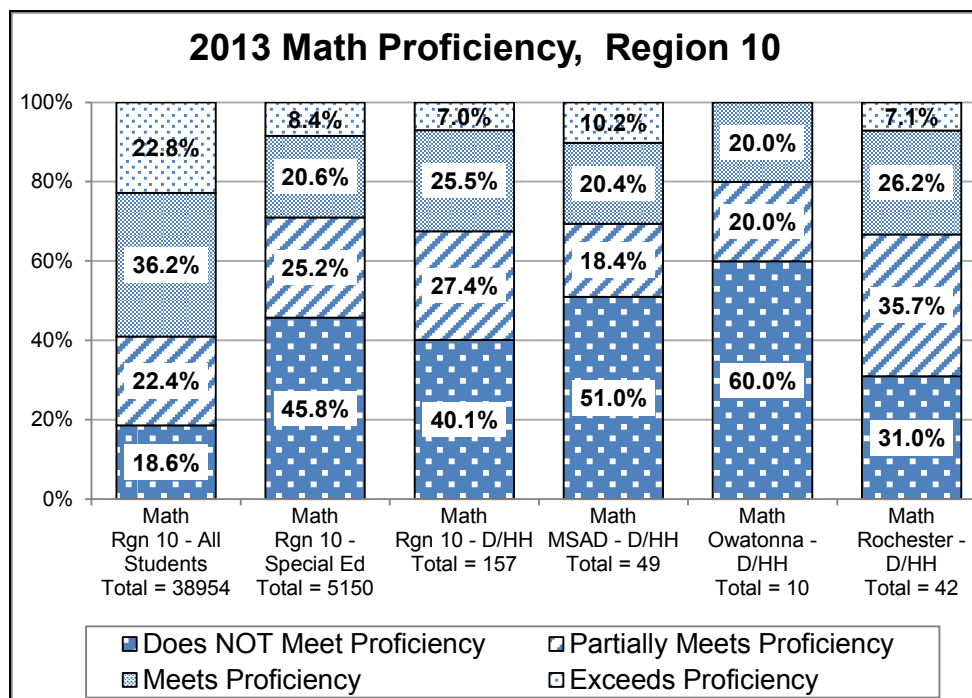 2013 Math Proficiency, Region 10
100%
80%
60%
40%
20%
0%
22.8%
36.2%
22.4%
18.6%
8.4%
20.6%
25.2%
45.8%
7.0%
25.5%
27.4%
40.1%
10.2%
20.4%
18.4%
51.0%
20.0%
20.0%
60.0%
7.1%
26.2%
35.7%
31.0%
Math
Rgn 10 - All
Students
Total = 38954
Math
Rgn 10 -
Special Ed
Total = 5150
Math
Rgn 10 - D/HH
Total = 157
Math
MSAD - D/HH
Total = 49
Math
Owatonna -
D/HH
Total = 10
Math
Rochester -
D/HH
Total = 42
Does NOT Meet Proficiency
Partially Meets Proficiency
Meets Proficiency
Exceeds Proficiency